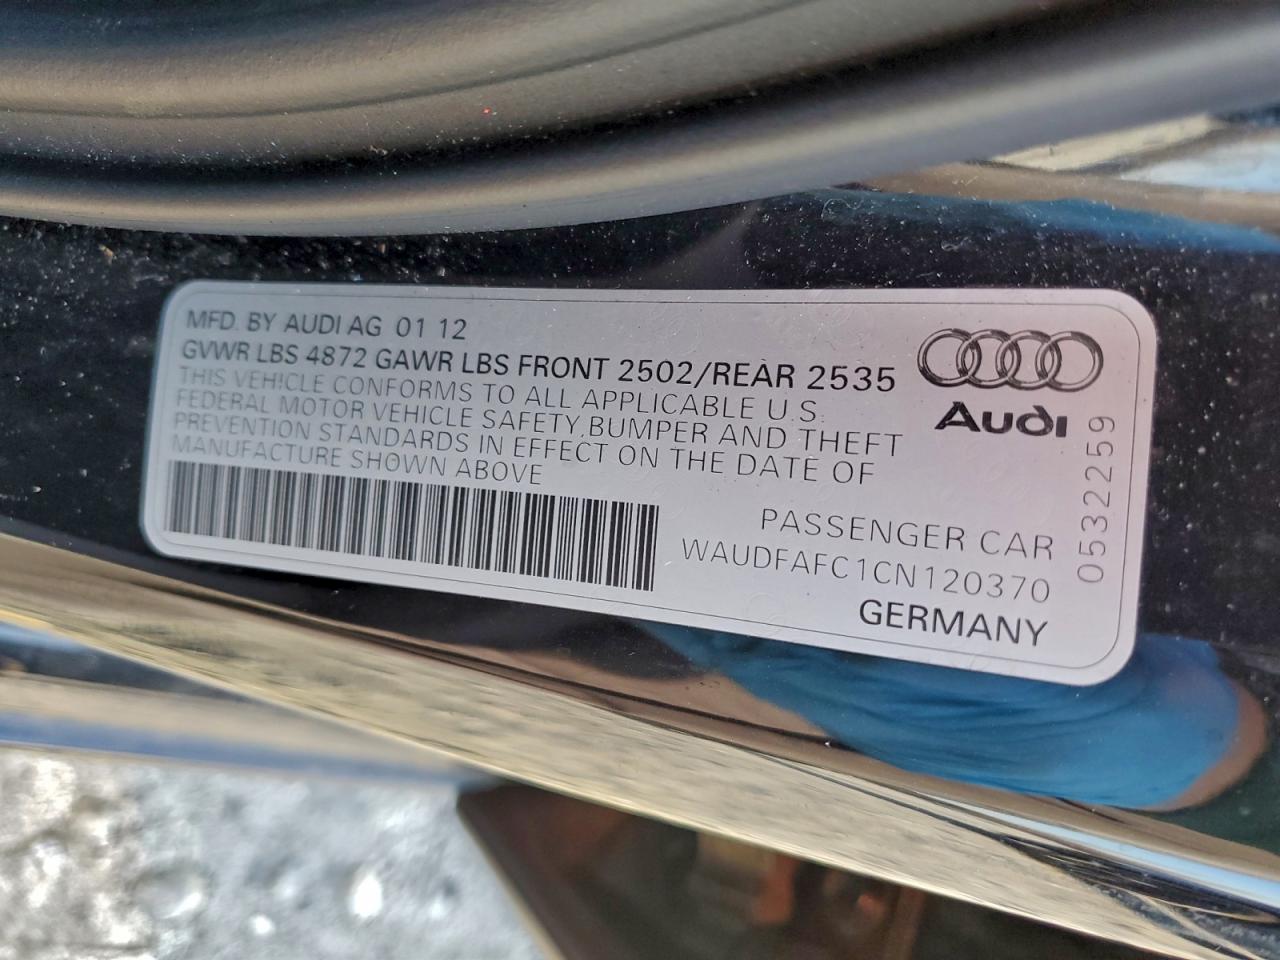 MFD. BY AUDI AG 01 12
GVWR LBS 4872 GAWR LBS FRONT 2502/REAR 2535
THIS VEHICLE CONFORMS TO ALL APPLICABLE U.S.
FEDERAL MOTOR VEHICLE SAFETY, BUMPER AND THEFT
PREVENTION STANDARDS IN EFFECT ON THE DATE OF
MANUFACTURE SHOWN ABOVE
Audi
0532259
PASSENGER CAR
WAUDFAFC1CN120370
GERMANY